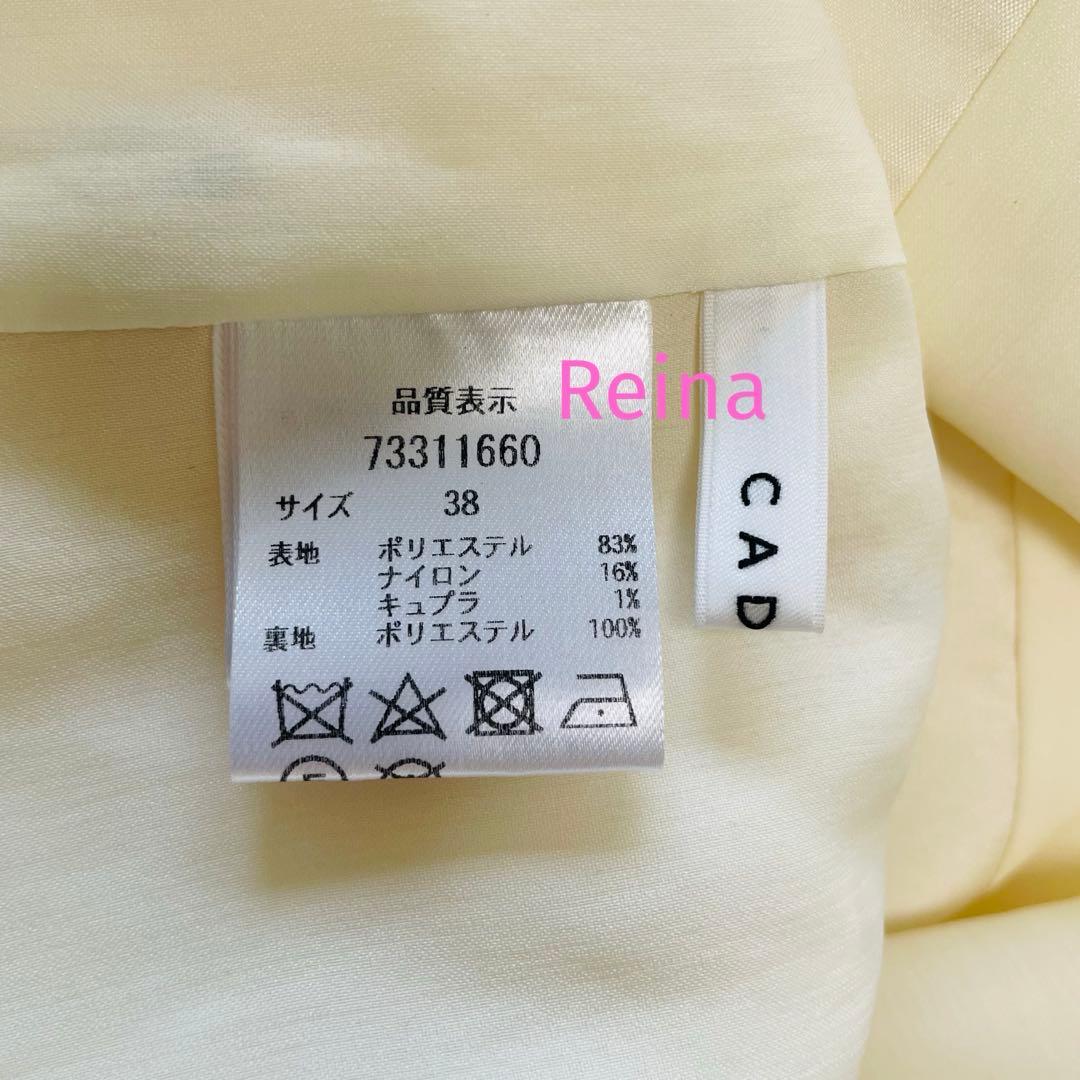 品質表示
Reina
73311660
サイズ 38
表地 ポリエステル 83%
ナイロン 16%
キュプラ 1%
裏地 ポリエステル 100%
CAD